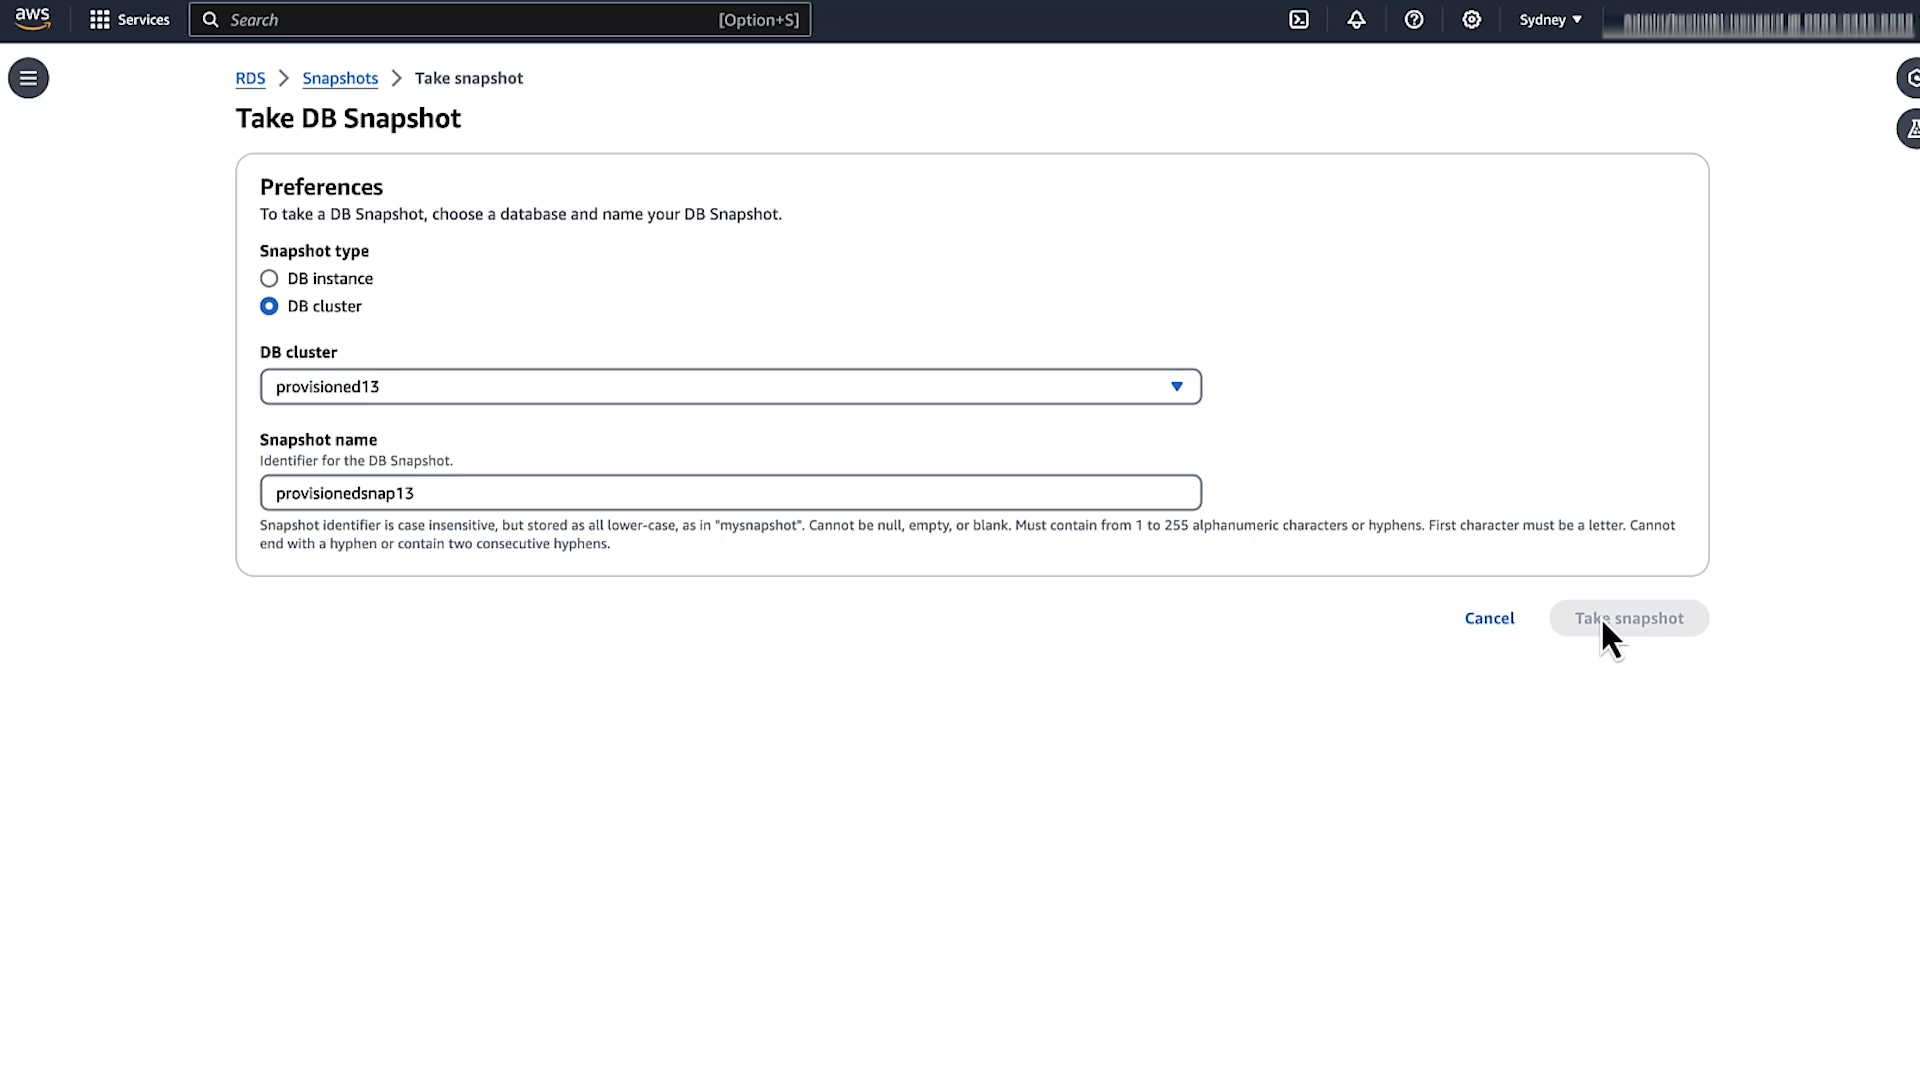 aws
Services
Search
[Option+S]
Sydney
RDS
Snapshots
Take snapshot
Take DB Snapshot
Preferences
To take a DB Snapshot, choose a database and name your DB Snapshot.
Snapshot type
DB instance
DB cluster
DB cluster
provisioned13
Snapshot name
Identifier for the DB Snapshot.
provisionedsnap13
Snapshot identifier is case insensitive, but stored as all lower-case, as in "mysnapshot". Cannot be null, empty, or blank. Must contain from 1 to 255 alphanumeric characters or hyphens. First character must be a letter. Cannot
end with a hyphen or contain two consecutive hyphens.
Cancel
Take snapshot